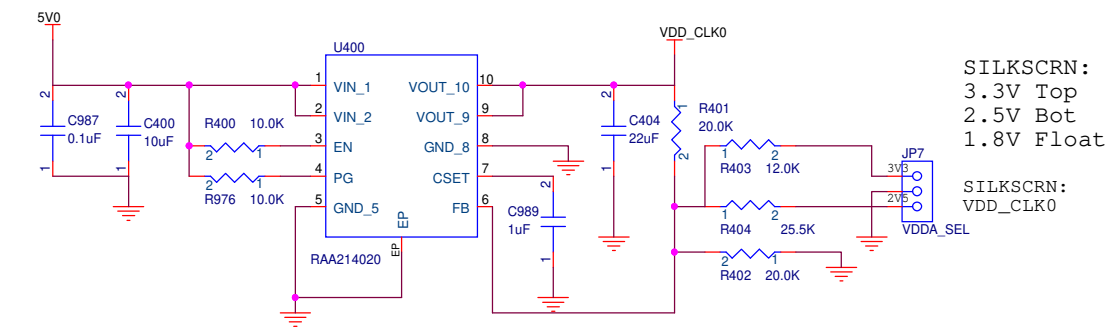 5V0
U400
VDD_CLK0
1 VIN_1 VOUT_10 10
2 VIN_2 VOUT_9 9
3 EN GND_8 8
4 PG CSET 7
5 GND_5 FB 6
EP
EP
RAA214020
2 C987 0.1uF 1
2 C400 10uF 1
R400 10.0K
2 1
2 1
R976 10.0K
2 C989 1uF 1
2 C404 22uF 1
1 R401 20.0K 2
1 2
R403 12.0K
1 2
R404 25.5K
2 1
R402 20.0K
JP7
3V3
2V5
VDDA_SEL
SILKSCRN:
3.3V Top
2.5V Bot
1.8V Float
SILKSCRN:
VDD_CLK0